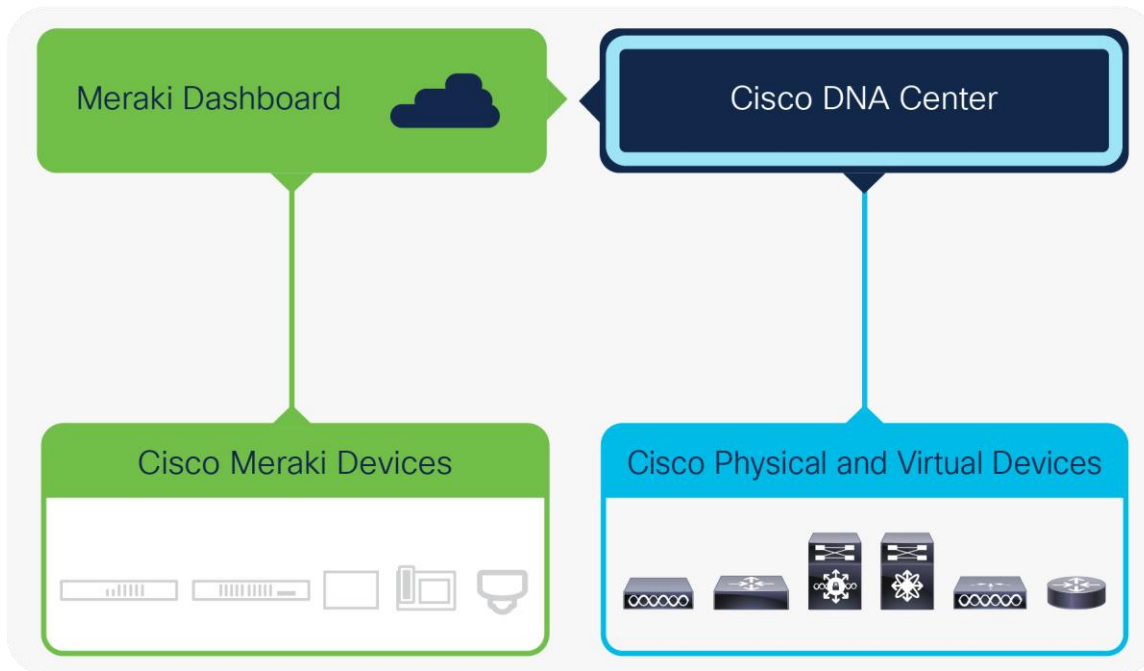 Meraki Dashboard
Cisco DNA Center
Cisco Meraki Devices
Cisco Physical and Virtual Devices